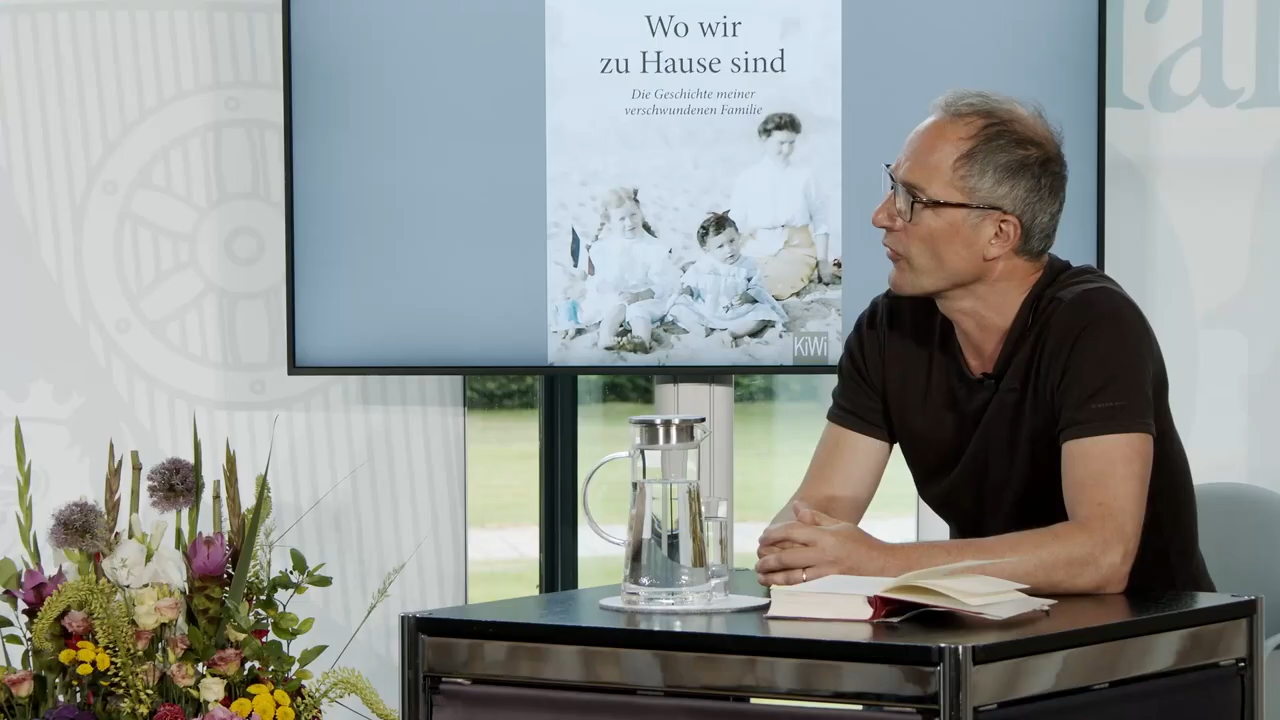 Wo wir
zu Hause sind
Die Geschichte meiner
verschwundenen Familie
KiWi